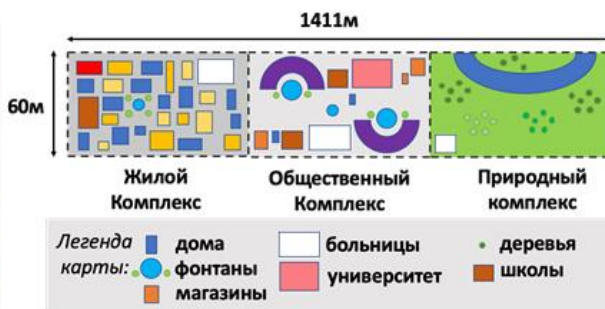 1411м
60м
Жилой
Комплекс
Общественный
Комплекс
Природный
комплекс
Легенда
карты:
дома
фонтаны
магазины
больницы
университет
деревья
школы